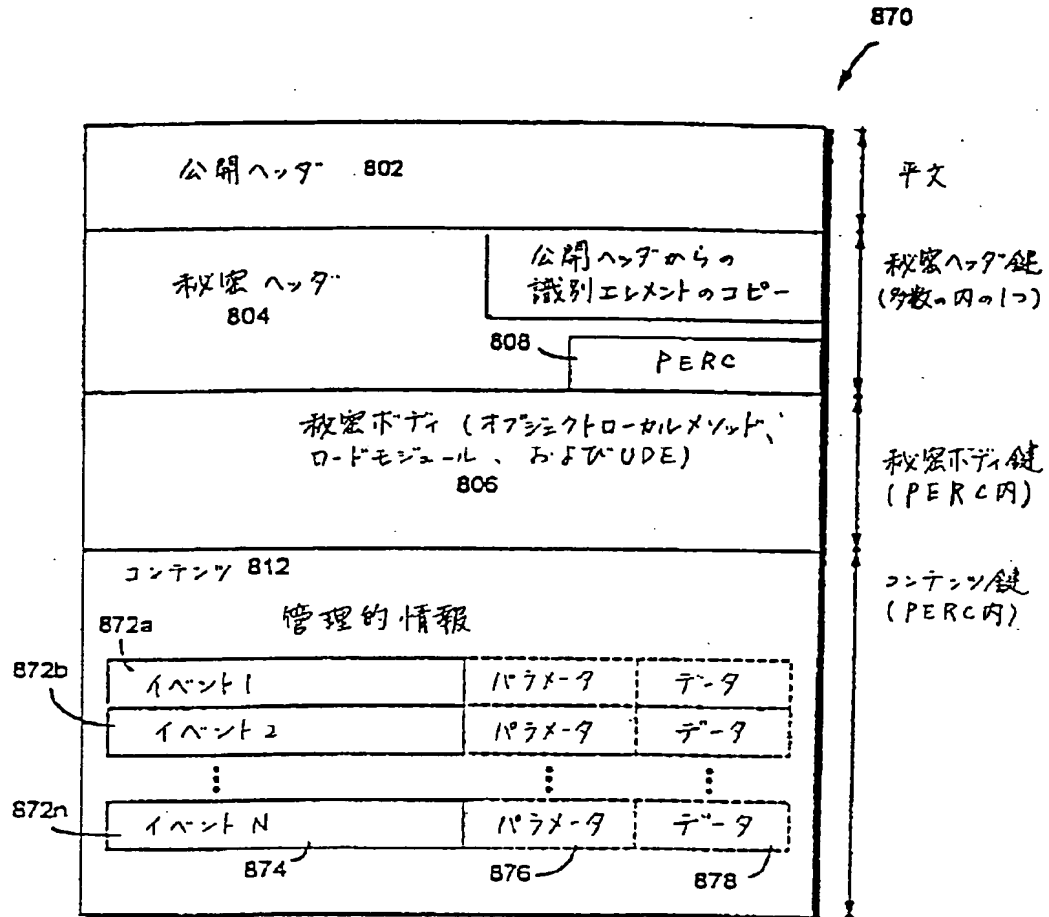 870
公開ヘッダ 802
平文
秘密ヘッダ
804
公開ヘッダからの
識別エレメントのコピー
808
PERC
秘密ヘッダ鍵
(多数の内の1つ)
秘密ボディ (オブジェクトローカルメソッド、
ロードモジュール、およびUDE)
806
秘密ボディ鍵
(PERC内)
コンテンツ 812
管理的情報
コンテンツ鍵
(PERC内)
872a
872b
イベント1 パラメータ データ
イベント2 パラメータ データ
872n
イベントN パラメータ データ
874
876
878